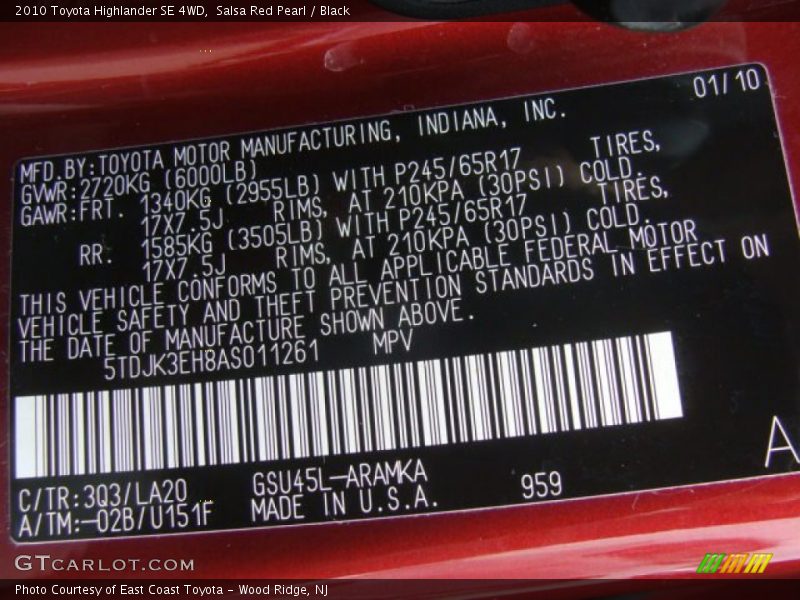 2010 Toyota Highlander SE 4WD,  Salsa Red Pearl / Black
01/10
MFD.BY:TOYOTA MOTOR MANUFACTURING, INDIANA, INC.
GVWR:2720KG (6000LB)
GAWR:FRT. 1340KG (2955LB) WITH P245/65R17 TIRES,
17X7.5J RIMS, AT 210KPA (30PSI) COLD.
RR. 1585KG (3505LB) WITH P245/65R17 TIRES,
17X7.5J RIMS, AT 210KPA (30PSI) COLD.
THIS VEHICLE CONFORMS TO ALL APPLICABLE FEDERAL MOTOR
VEHICLE SAFETY AND THEFT PREVENTION STANDARDS IN EFFECT ON
THE DATE OF MANUFACTURE SHOWN ABOVE.
5TDJK3EH8AS011261 MPV
A
C/TR:3Q3/LA20 GSU45L-ARAMKA 959
A/TM:-02B/U151F MADE IN U.S.A.
GTCARLOT.COM
Photo Courtesy of East Coast Toyota - Wood Ridge, NJ